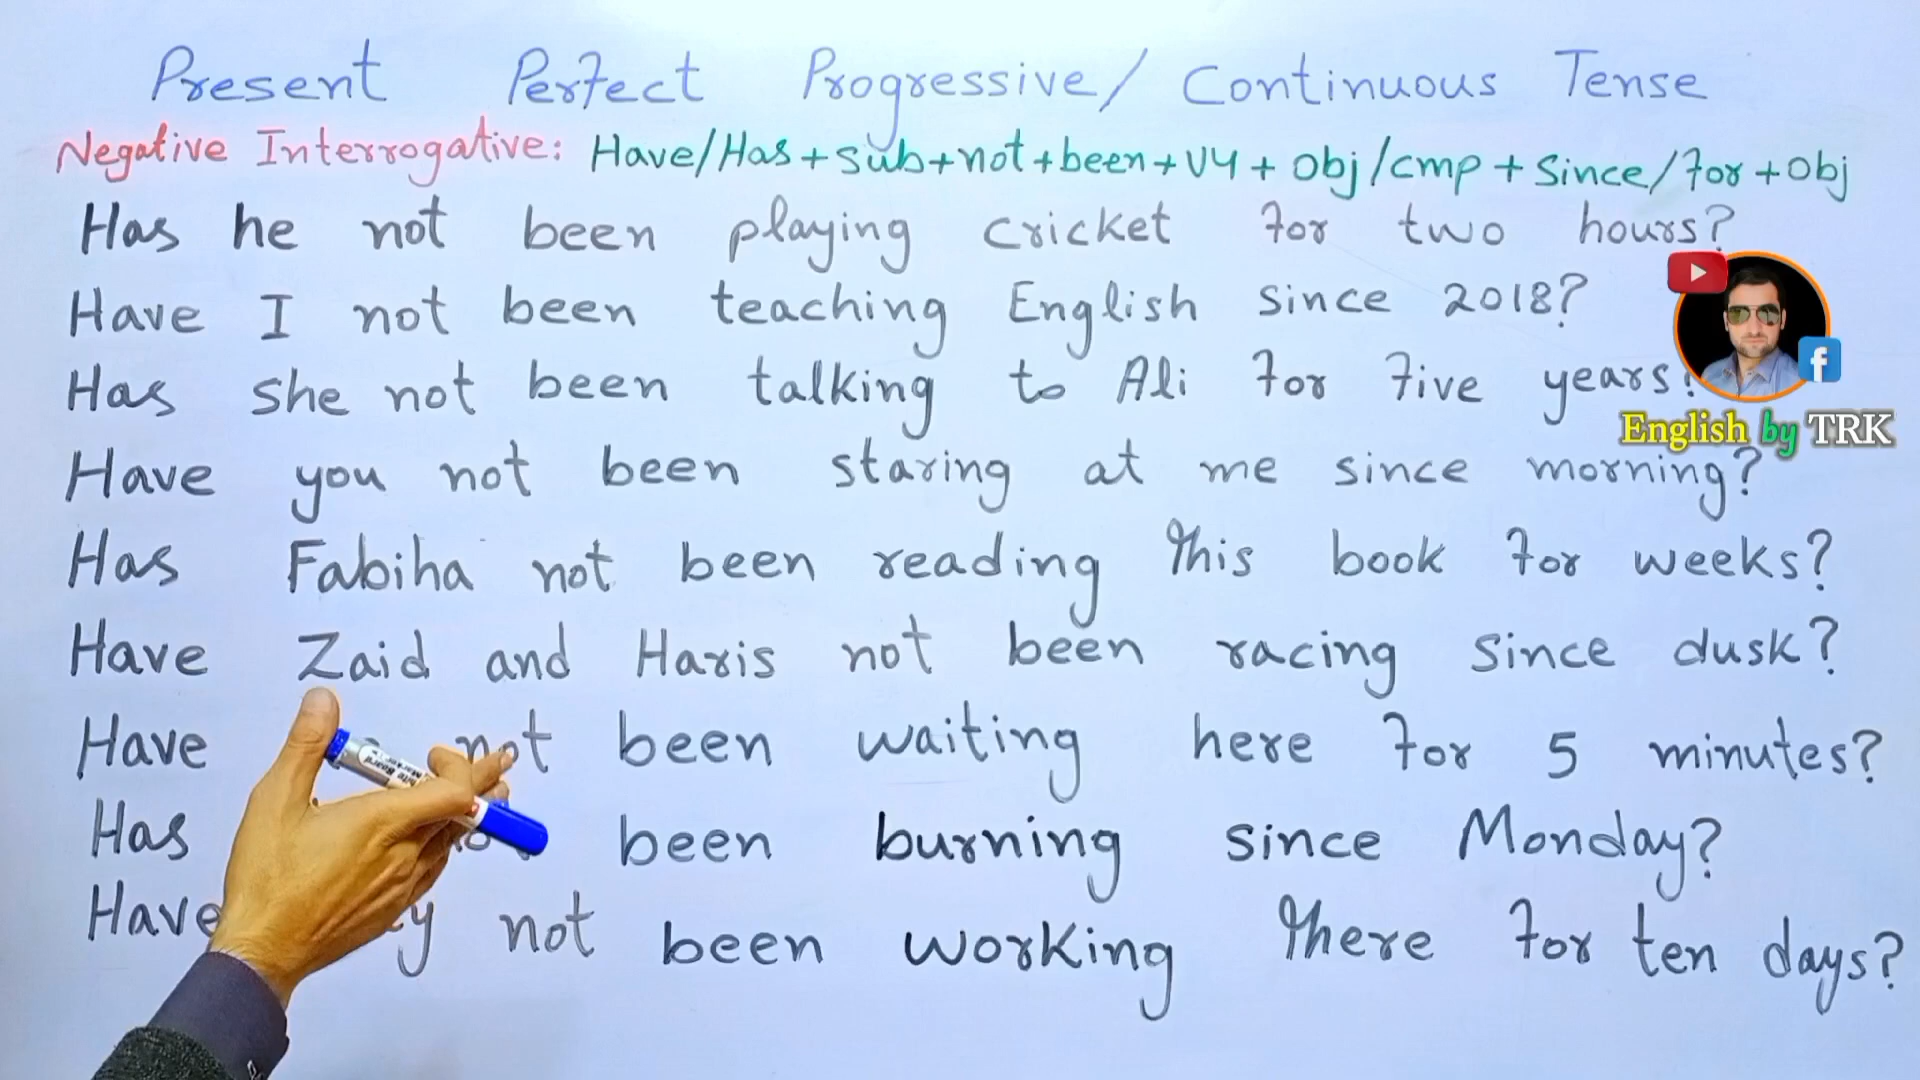 Present Perfect Progressive/Continuous Tense
Negative Interrogative: Have/Has+Sub+not+been+V4+Obj/cmp+Since/for+Obj
Has he not been playing cricket for two hours?
Have I not been teaching English since 2018?
Has she not been talking to Ali for five years?
English by TRK
Have you not been staring at me since morning?
Has Fabiha not been reading this book for weeks?
Have Zaid and Haris not been racing since dusk?
Have not been waiting here for 5 minutes?
Has not been burning since Monday?
Have not been working there for ten days?